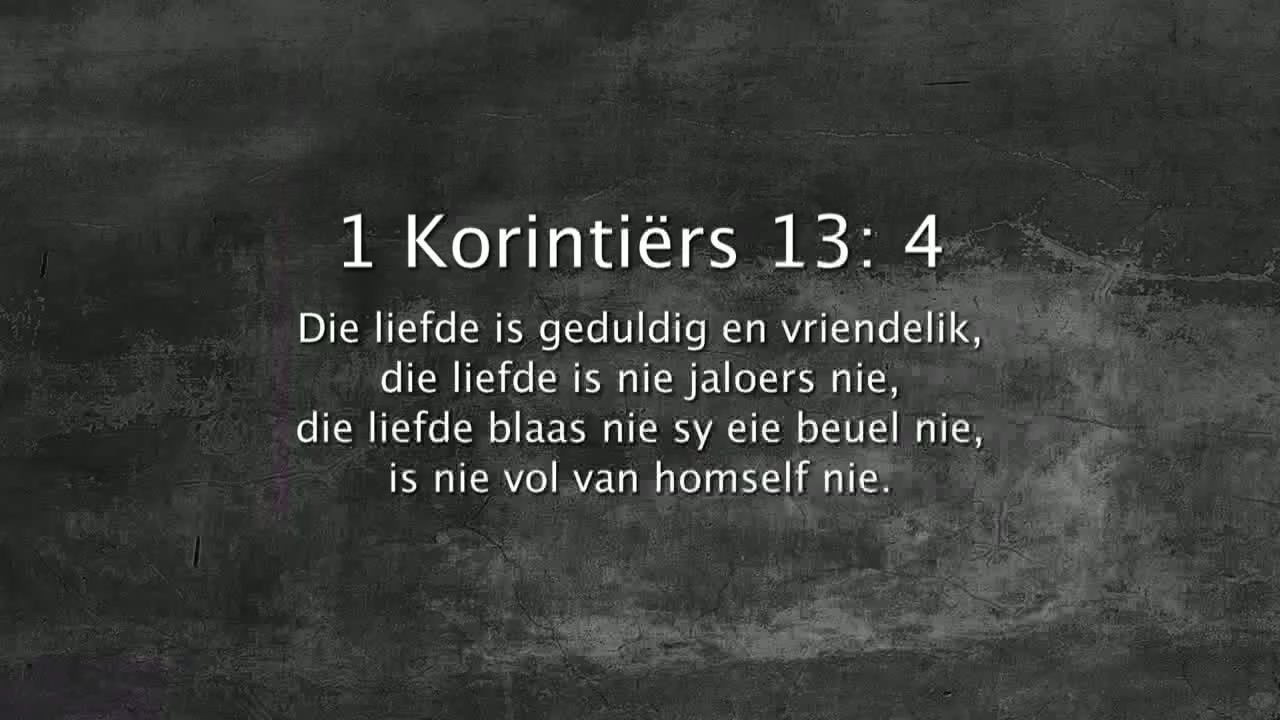 1 Korintiërs 13: 4
Die liefde is geduldig en vriendelik,
die liefde is nie jaloers nie,
die liefde blaas nie sy eie beuel nie,
is nie vol van homself nie.